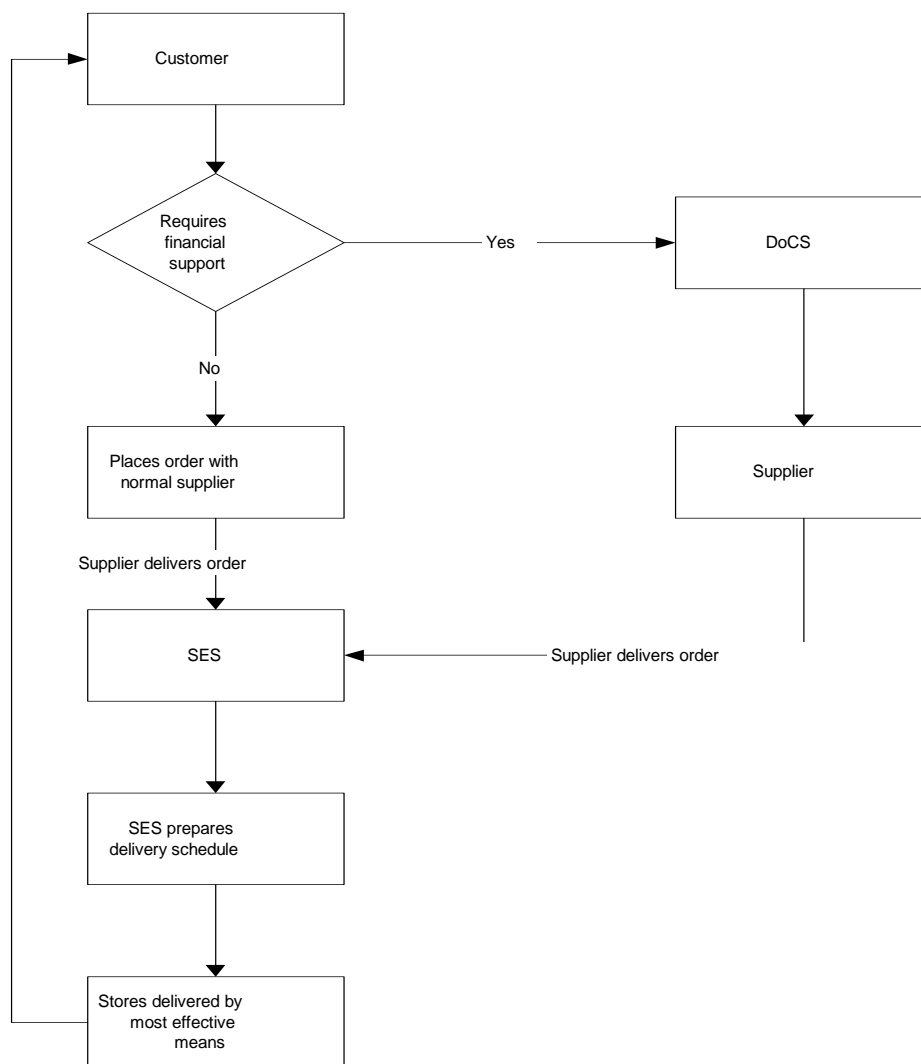 Customer
Requires
financial
support
Yes
DoCS
No
Places order with
normal supplier
Supplier
Supplier delivers order
SES
Supplier delivers order
SES prepares
delivery schedule
Stores delivered by
most effective
means